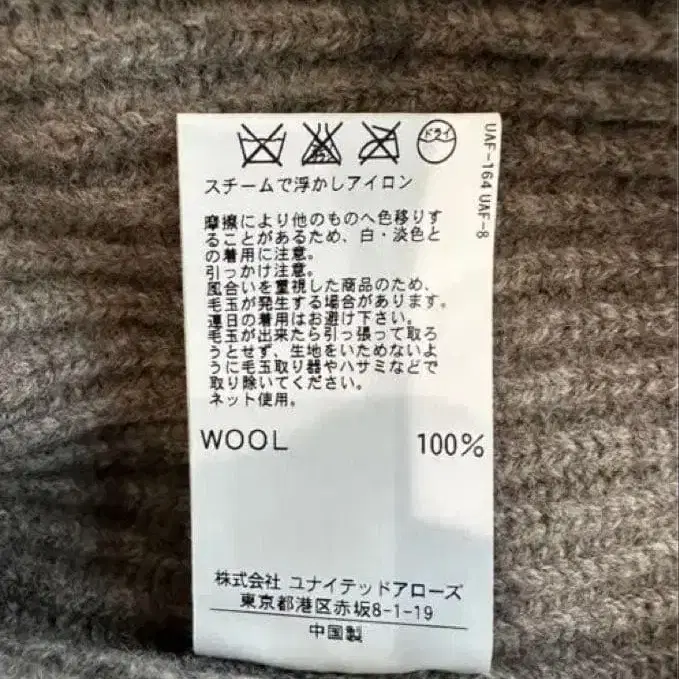 ドライ
スチームで浮かしアイロン
摩擦により他のものへ色移りす
ることがあるため、白・淡色と
の着用に注意。
引っかけ注意。
風合いを重視した商品のため、
毛玉が発生する場合があります。
連日の着用はお避け下さい。
毛玉が出来たら引っ張って取ろ
うとせず、生地をいためないよ
うに毛玉取り器やハサミなどで
取り除いてください。
ネット使用。
WOOL 100%
株式会社 ユナイテッドアローズ
東京都港区赤坂8-1-19
中国製
UAF-164 UAF-8